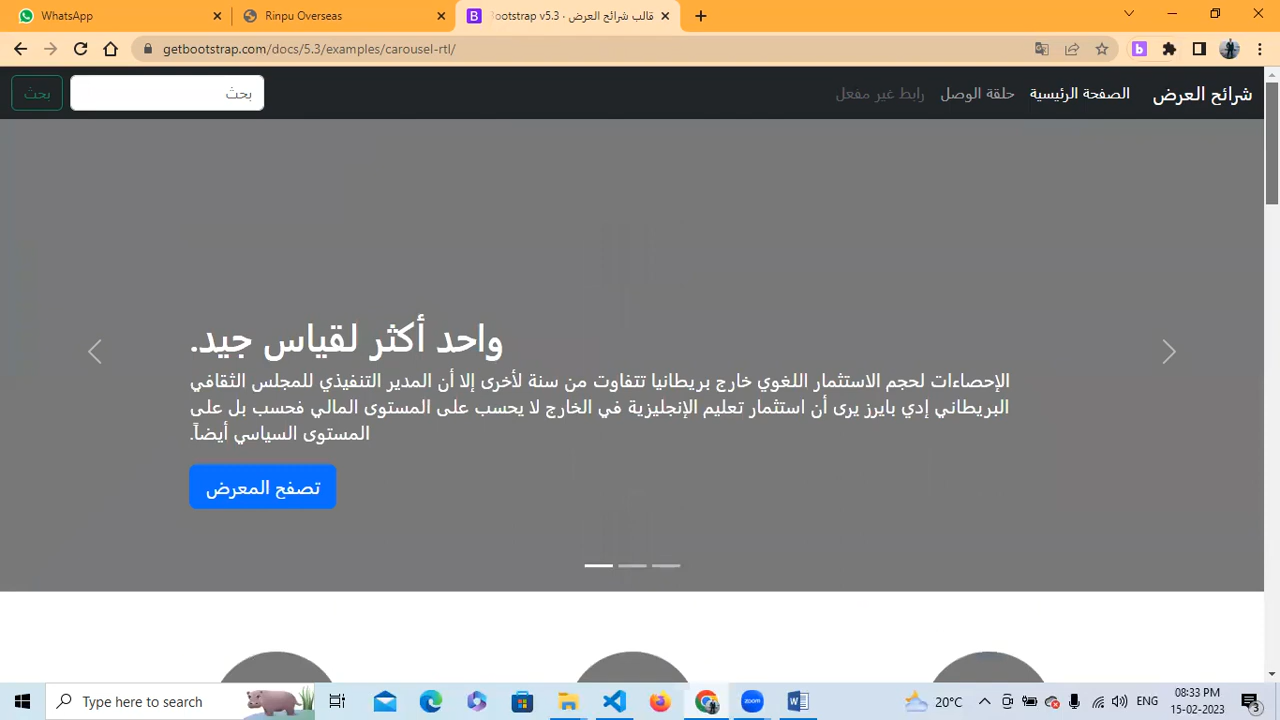 WhatsApp
Rinpu Overseas
قالب شرائح العرض · Bootstrap v5.3
getbootstrap.com/docs/5.3/examples/carousel-rtl/
شرائح العرض
الصفحة الرئيسية
حلقة الوصل
رابط غير مفعل
بحث
بحث
واحد أكثر لقياس جيد.
الإحصاءات لحجم الاستثمار اللغوي خارج بريطانيا تتفاوت من سنة لأخرى إلا أن المدير التنفيذي للمجلس الثقافي
البريطاني إدي بايرز يرى أن استثمار تعليم الإنجليزية في الخارج لا يحسب على المستوى المالي فحسب بل على
المستوى السياسي أيضاً.
تصفح المعرض
Type here to search
zoom
20°C
ENG
08:33 PM
15-02-2023
3